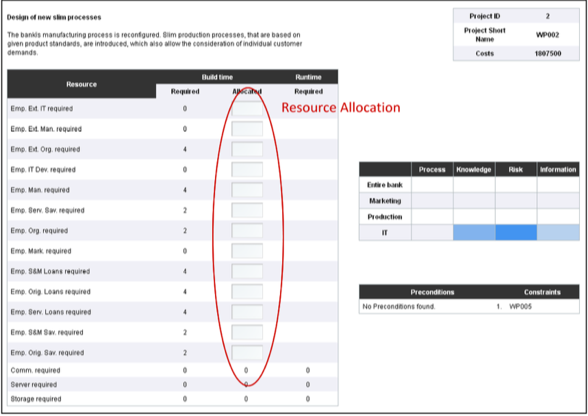 Design of new slim processes
The bankIs manufacturing process is reconfigured. Slim production processes, that are based on
given product standards, are introduced, which also allow the consideration of individual customer
demands.
Project ID 2
Project Short Name WP002
Costs 1807500
Resource Build time Runtime
Required Allocated Required
Resource Allocation
Emp. Ext. IT required 0
Emp. Ext. Man. required 0
Emp. Ext. Org. required 4
Emp. IT Dev. required 0
Emp. Man. required 4
Emp. Serv. Sav. required 2
Emp. Org. required 2
Emp. Mark. required 0
Emp. S&M Loans required 4
Emp. Orig. Loans required 4
Emp. Serv. Loans required 4
Emp. S&M Sav. required 2
Emp. Orig. Sav. required 2
Comm. required 0 0 0
Server required 0 0 0
Storage required 0 0 0
Process Knowledge Risk Information
Entire bank
Marketing
Production
IT
Preconditions Constraints
No Preconditions found. 1. WP005